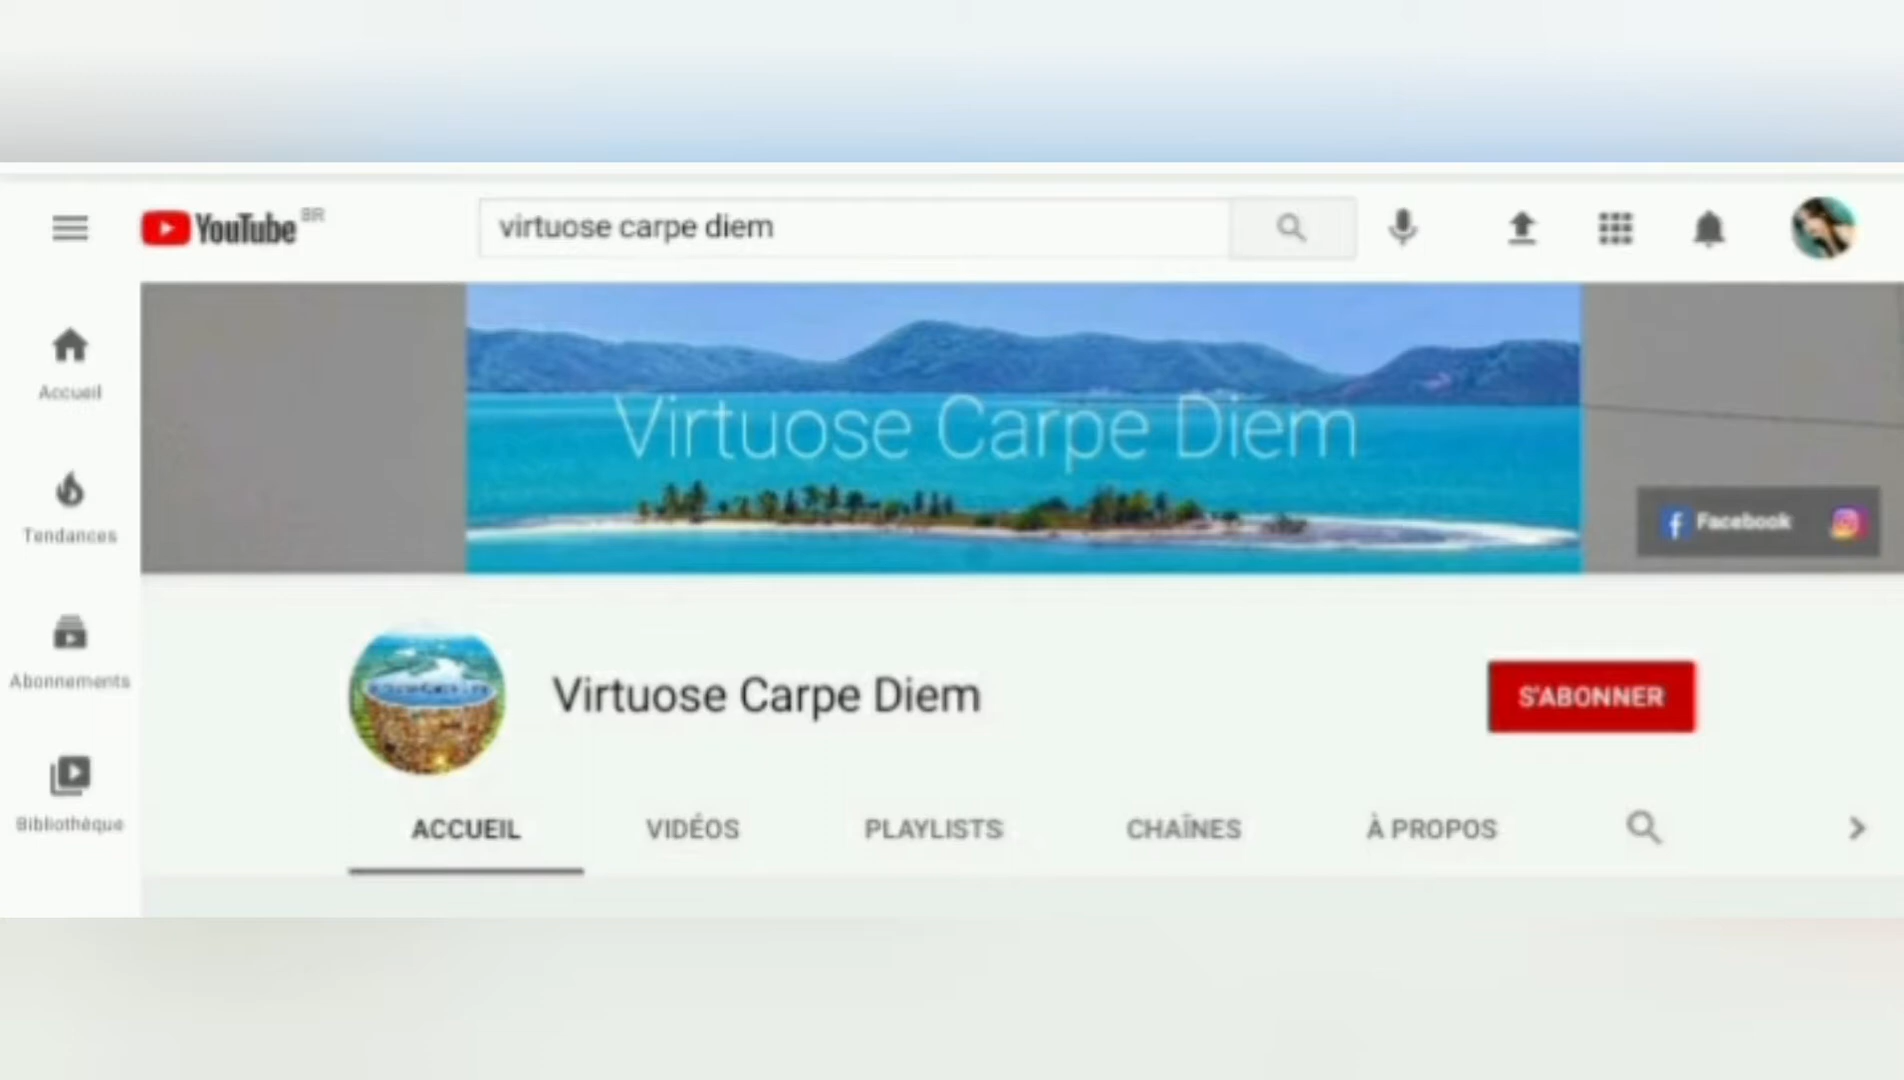 YouTube BR
virtuose carpe diem
Accueil
Tendances
Abonnements
Bibliothèque
Virtuose Carpe Diem
Facebook
Virtuose Carpe Diem
S'ABONNER
ACCUEIL
VIDÉOS
PLAYLISTS
CHAÎNES
À PROPOS